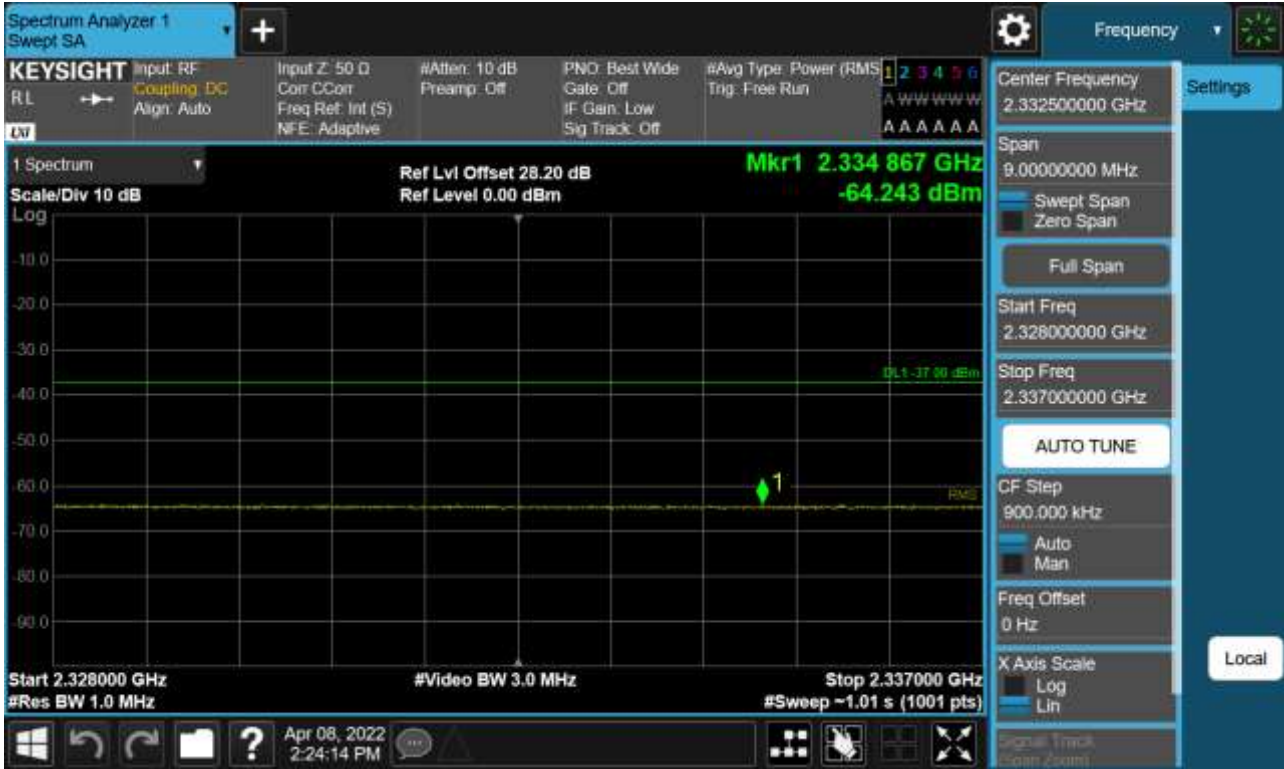 Spectrum Analyzer 1
Swept SA
Frequency
KEYSIGHT
RL
LXI
Input: RF
Coupling: DC
Align: Auto
Input Z: 50 Ω
Corr CCorr
Freq Ref: Int (S)
NFE: Adaptive
#Atten: 10 dB
Preamp: Off
PNO: Best Wide
Gate: Off
IF Gain: Low
Sig Track: Off
#Avg Type: Power (RMS
Trig: Free Run
1 2 3 4 5 6
A W W W W W
A A A A A A
1 Spectrum
Scale/Div 10 dB
Log
Ref Lvl Offset 28.20 dB
Ref Level 0.00 dBm
Mkr1 2.334 867 GHz
-64.243 dBm
-10.0
-20.0
-30.0
DL1 -37.00 dBm
-40.0
-50.0
-60.0
1
RMS
-70.0
-80.0
-90.0
Start 2.328000 GHz
#Res BW 1.0 MHz
#Video BW 3.0 MHz
Stop 2.337000 GHz
#Sweep ~1.01 s (1001 pts)
Center Frequency
2.332500000 GHz
Span
9.00000000 MHz
Swept Span
Zero Span
Full Span
Start Freq
2.328000000 GHz
Stop Freq
2.337000000 GHz
AUTO TUNE
CF Step
900.000 kHz
Auto
Man
Freq Offset
0 Hz
X Axis Scale
Log
Lin
Signal Track
(Span Zoom)
Settings
Local
?
Apr 08, 2022
2:24:14 PM